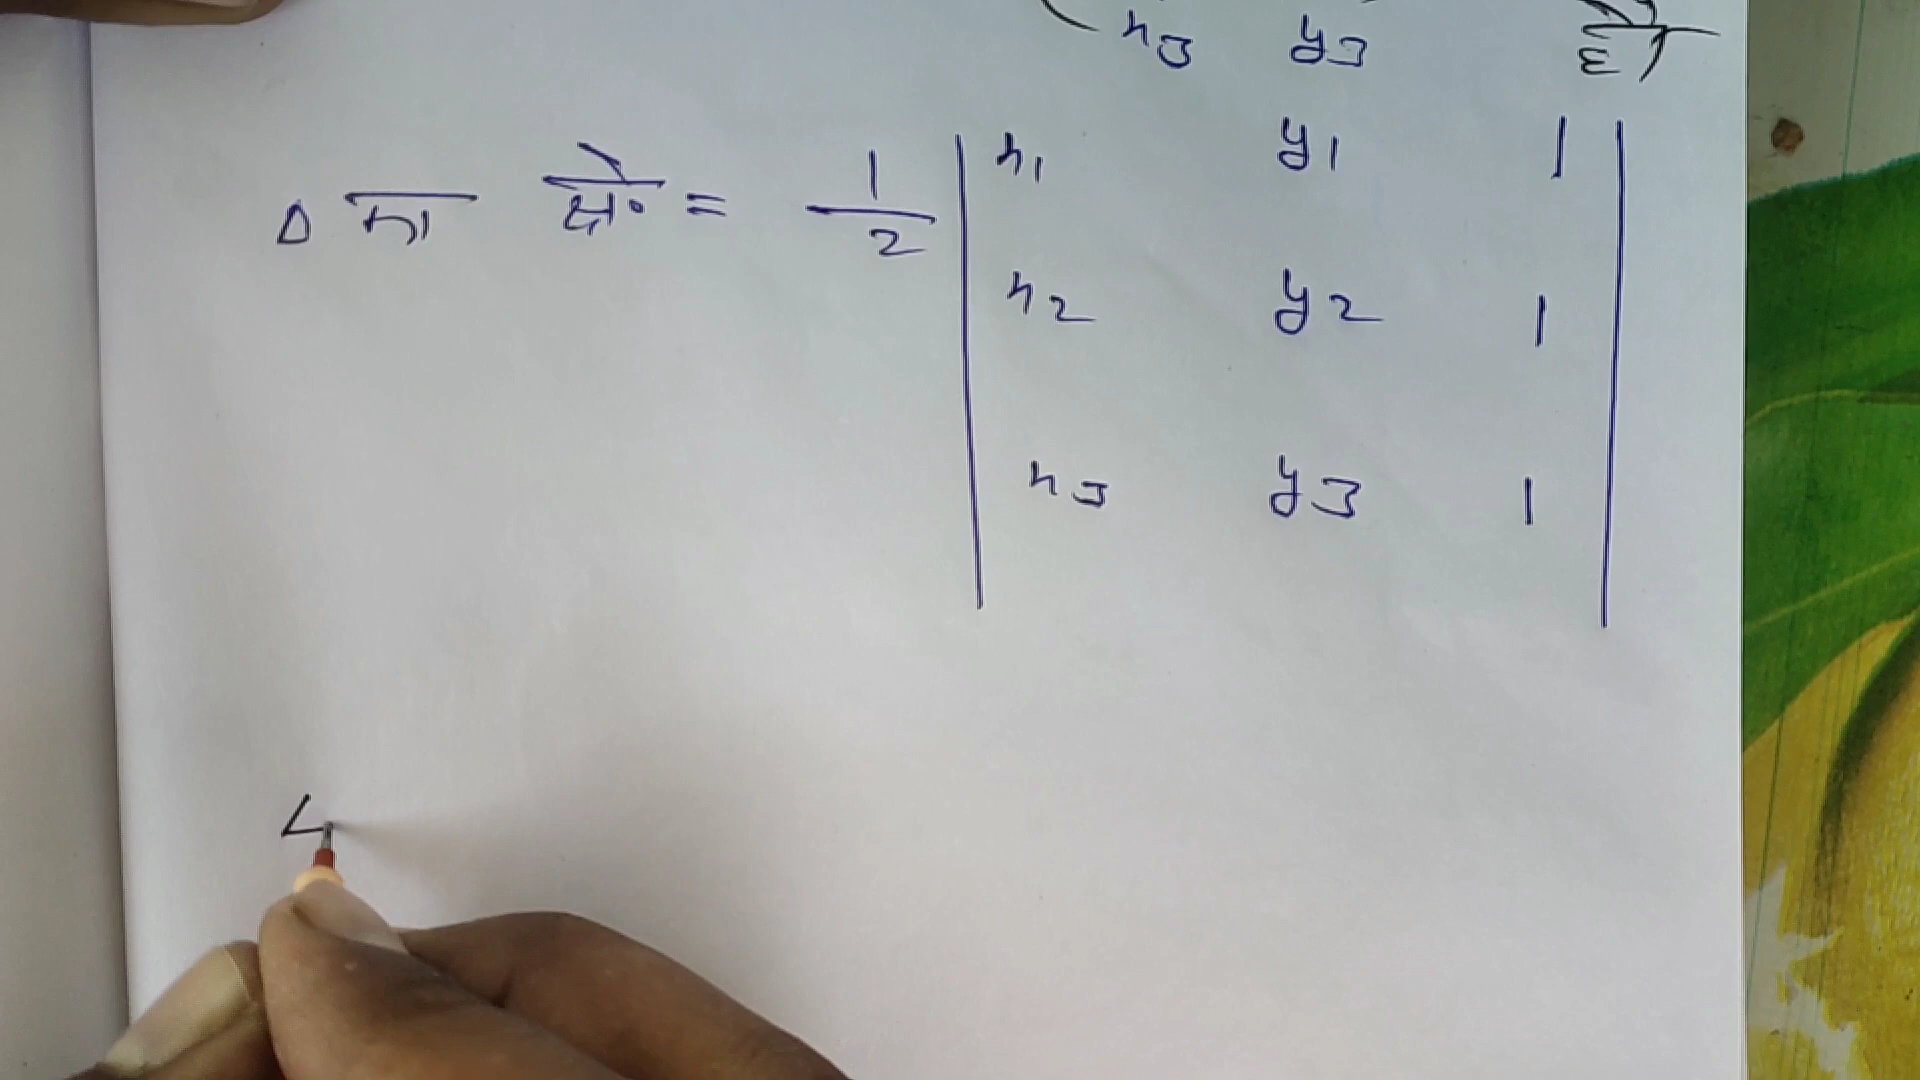 x3 y3
Δ का क्षे० = 1/2 | x1 y1 1 |
| x2 y2 1 |
| x3 y3 1 |